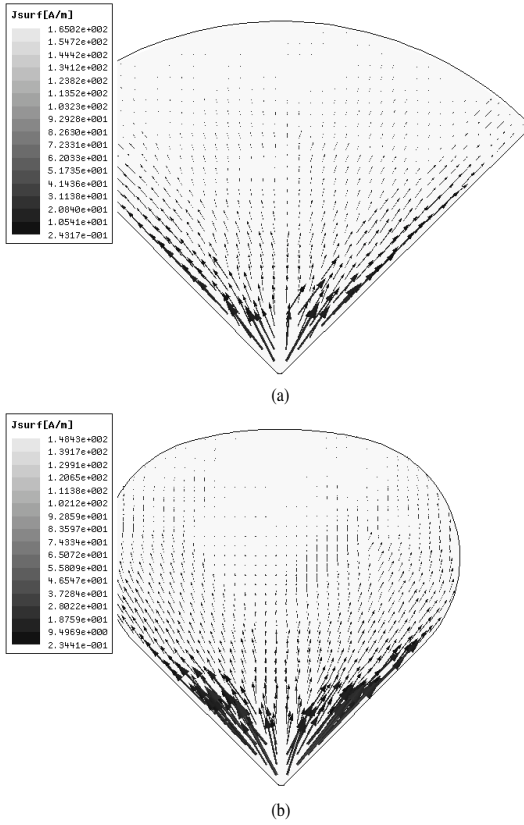 Jsurf[A/m]
1.6502e+002
1.5472e+002
1.4442e+002
1.3412e+002
1.2382e+002
1.1352e+002
1.0323e+002
9.2928e+001
8.2630e+001
7.2331e+001
6.2033e+001
5.1735e+001
4.1436e+001
3.1138e+001
2.0840e+001
1.0541e+001
2.4317e-001
(a)
Jsurf[A/m]
1.4843e+002
1.3917e+002
1.2991e+002
1.2065e+002
1.1138e+002
1.0212e+002
9.2859e+001
8.3597e+001
7.4334e+001
6.5072e+001
5.5809e+001
4.6547e+001
3.7284e+001
2.8022e+001
1.8759e+001
9.4969e+000
2.3441e-001
(b)